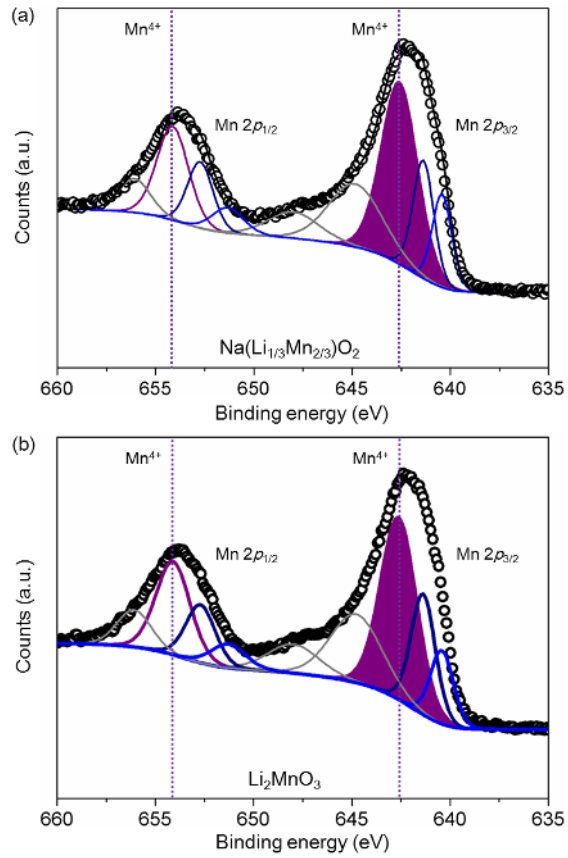 (a)
Mn⁴⁺ Mn⁴⁺
Mn 2p₁/₂ Mn 2p₃/₂
Counts (a.u.)
Na(Li₁/₃Mn₂/₃)O₂
660 655 650 645 640 635
Binding energy (eV)
(b)
Mn⁴⁺ Mn⁴⁺
Mn 2p₁/₂ Mn 2p₃/₂
Counts (a.u.)
Li₂MnO₃
660 655 650 645 640 635
Binding energy (eV)